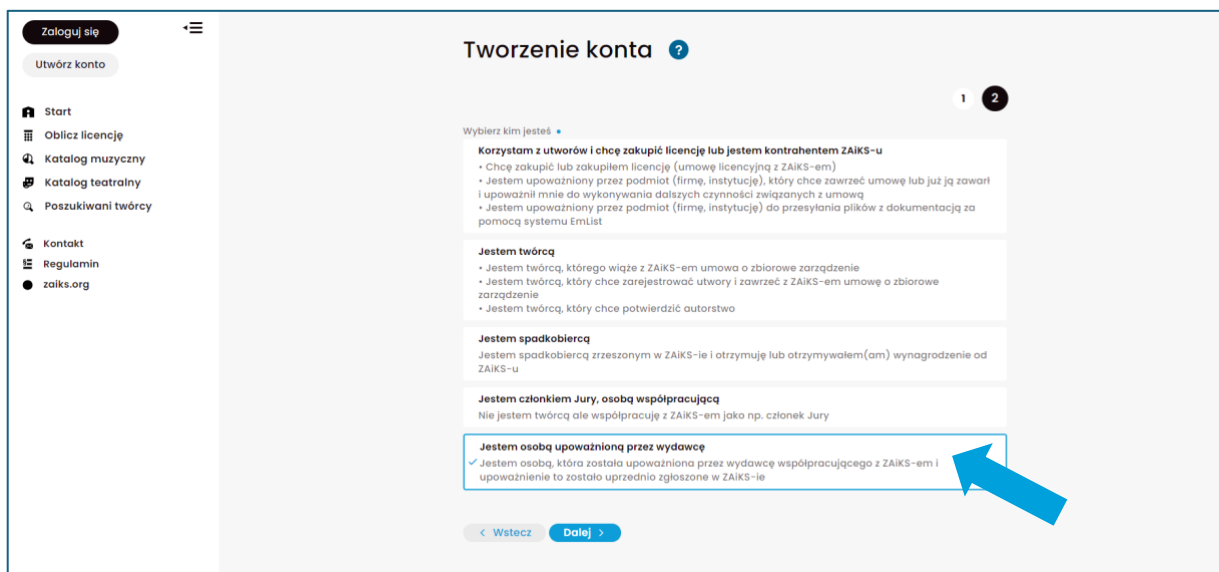 Zaloguj się
Utwórz konto
Start
Oblicz licencję
Katalog muzyczny
Katalog teatralny
Poszukiwani twórcy
Kontakt
Regulamin
zaiks.org
Tworzenie konta ?
1 2
Wybierz kim jesteś •
Korzystam z utworów i chcę zakupić licencję lub jestem kontrahentem ZAiKS-u
• Chcę zakupić lub zakupiłem licencję (umowę licencyjną z ZAiKS-em)
• Jestem upoważniony przez podmiot (firmę, instytucję), który chce zawrzeć umowę lub już ją zawarł
i upoważnił mnie do wykonywania dalszych czynności związanych z umową
• Jestem upoważniony przez podmiot (firmę, instytucję) do przesyłania plików z dokumentacją za
pomocą systemu EmList
Jestem twórcą
• Jestem twórcą, którego wiąże z ZAiKS-em umowa o zbiorowe zarządzenie
• Jestem twórcą, który chce zarejestrować utwory i zawrzeć z ZAiKS-em umowę o zbiorowe
zarządzenie
• Jestem twórcą, który chce potwierdzić autorstwo
Jestem spadkobiercą
Jestem spadkobiercą zrzeszonym w ZAiKS-ie i otrzymuję lub otrzymywałem(am) wynagrodzenie od
ZAiKS-u
Jestem członkiem Jury, osobą współpracującą
Nie jestem twórcą ale współpracuję z ZAiKS-em jako np. członek Jury
Jestem osobą upoważnioną przez wydawcę
Jestem osobą, która została upoważniona przez wydawcę współpracującego z ZAiKS-em i
upoważnienie to zostało uprzednio zgłoszone w ZAiKS-ie
< Wstecz
Dalej >